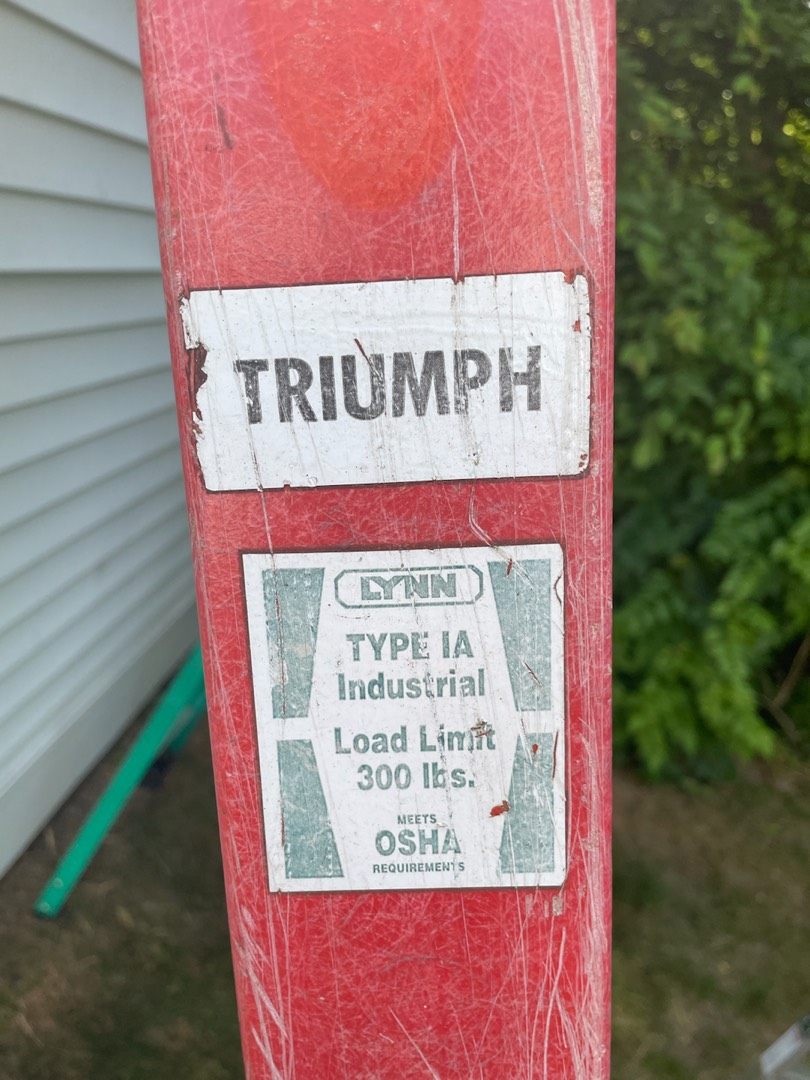 TRIUMPH
LYNN
TYPE IA
Industrial
Load Limit
300 lbs.
MEETS
OSHA
REQUIREMENTS